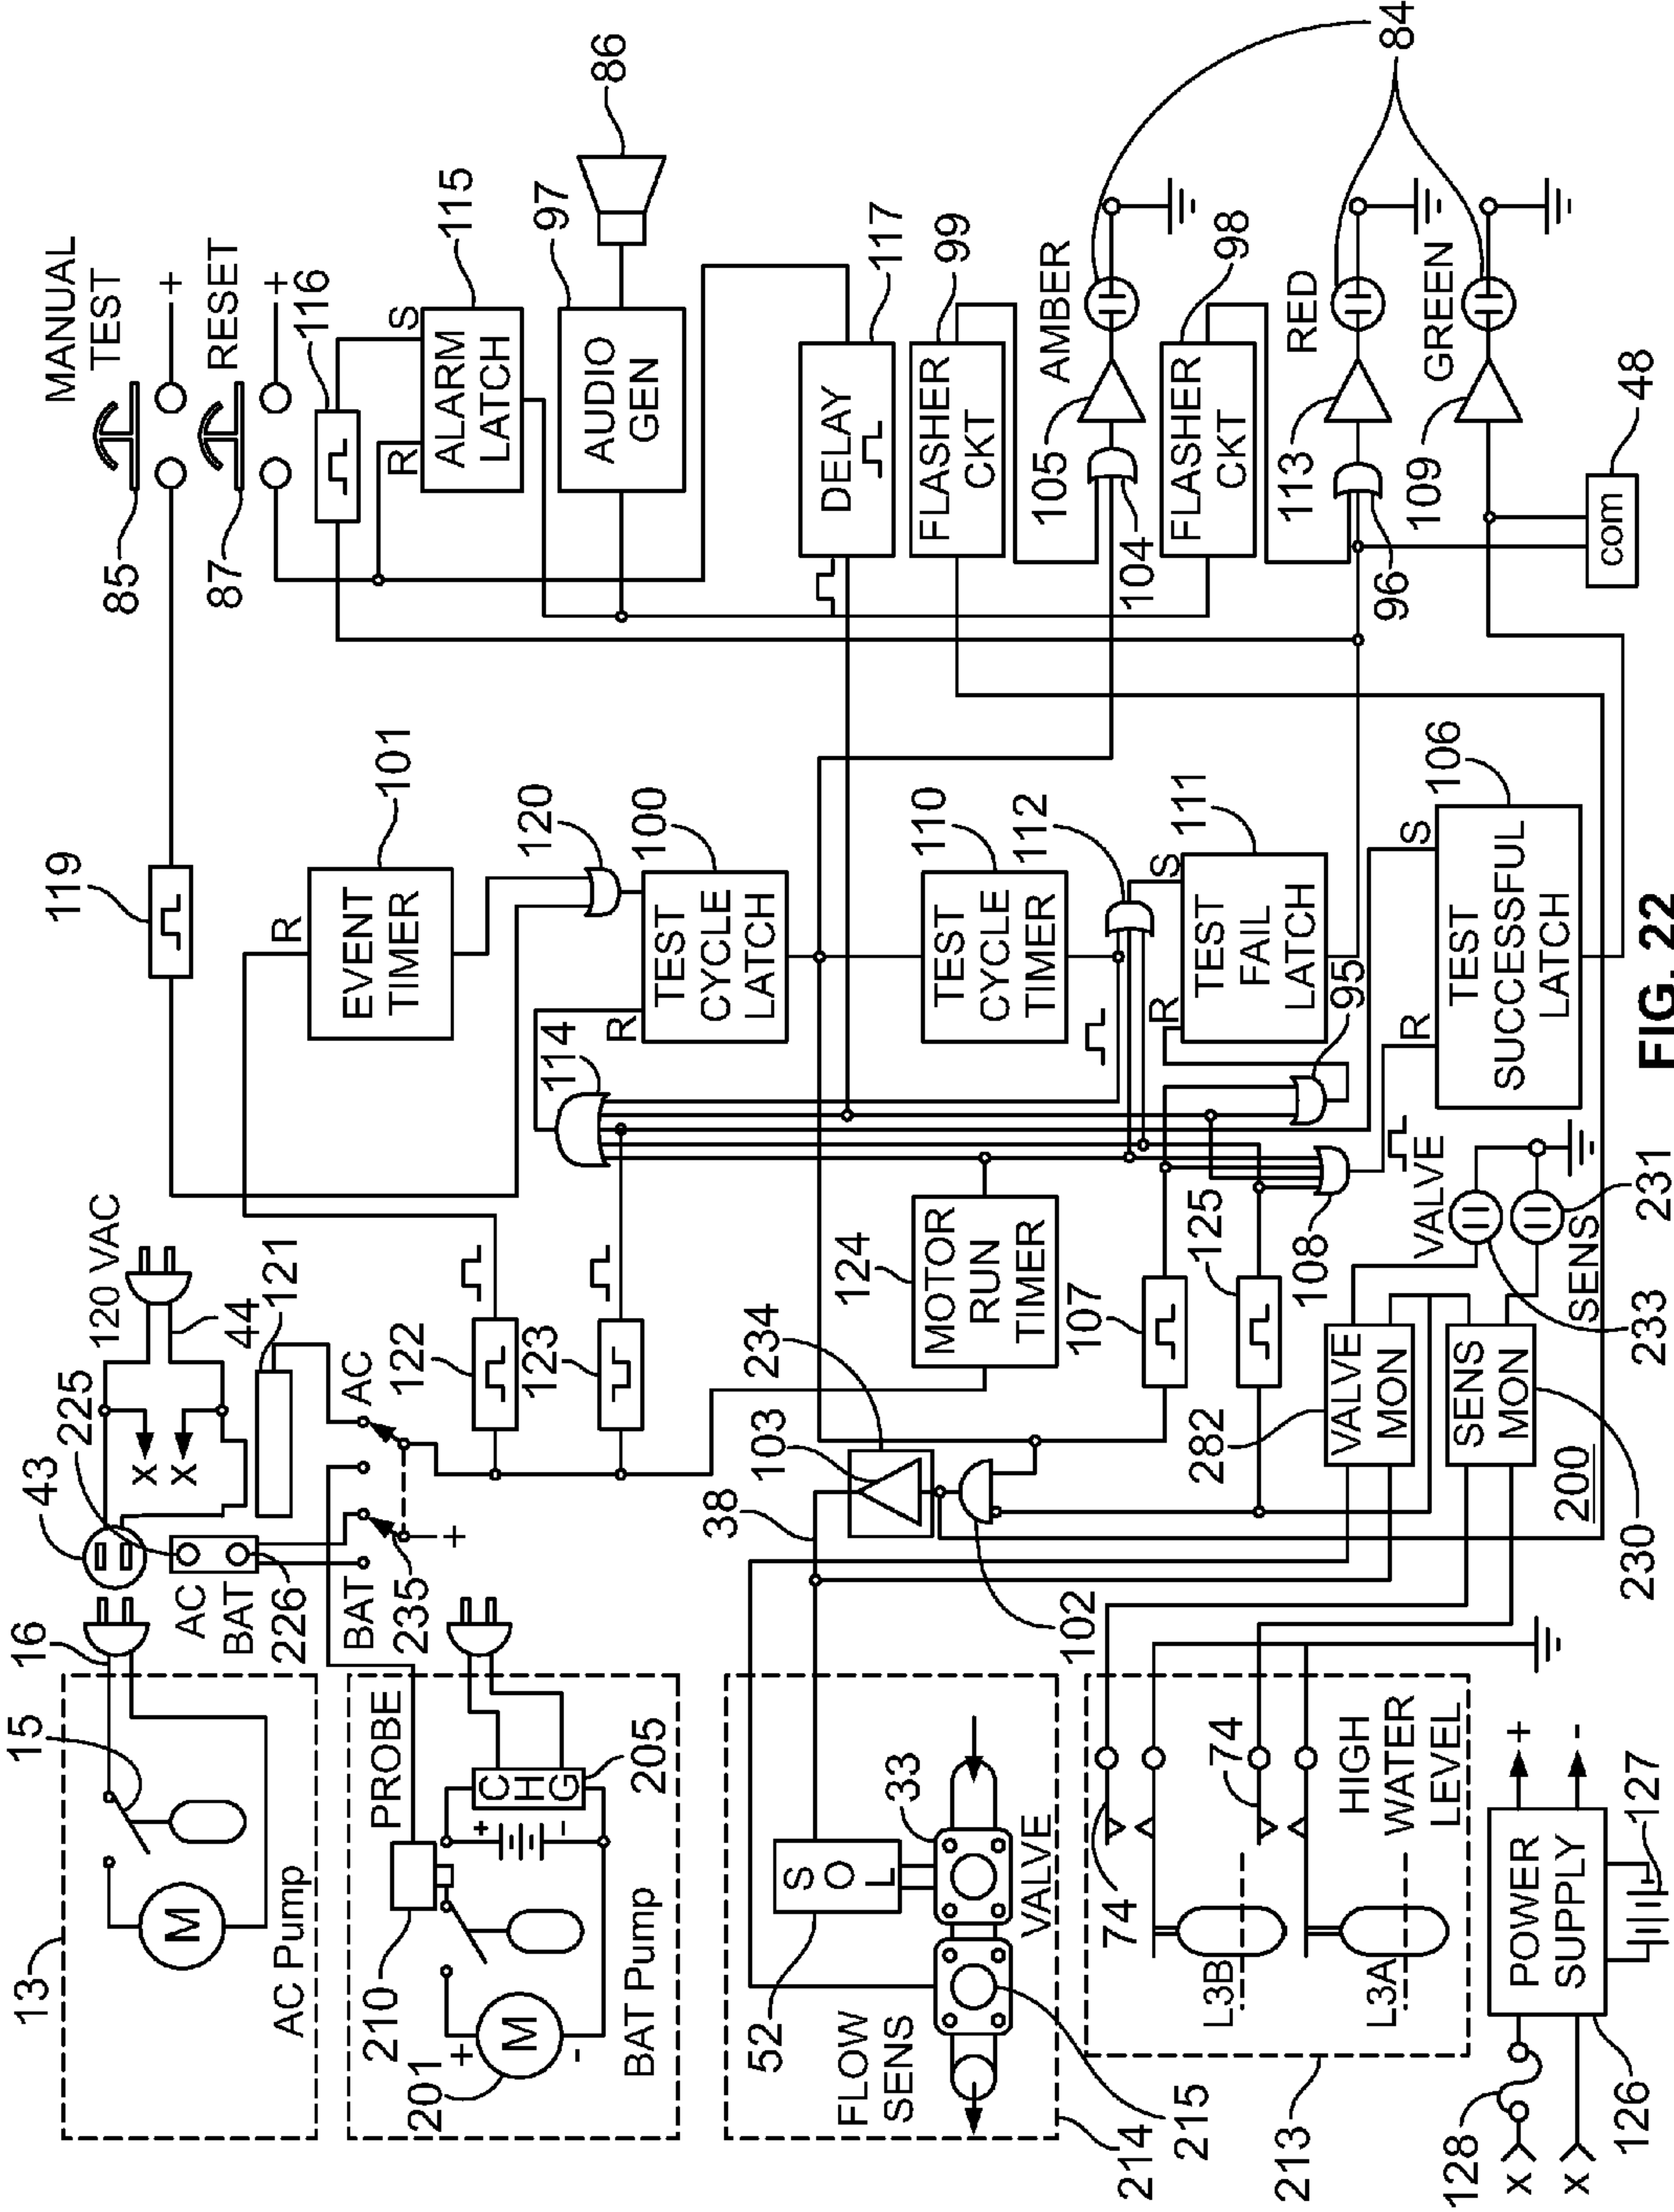 MANUAL
TEST
85
+
RESET
87
+
116
S
R
ALARM
LATCH
115
AUDIO
GEN
97
86
DELAY
117
FLASHER
CKT
99
AMBER
105
104
84
FLASHER
CKT
98
RED
113
96
GREEN
109
com
48
119
R
EVENT
TIMER
101
120
R
TEST
CYCLE
LATCH
100
114
TEST
CYCLE
TIMER
110
112
R
S
TEST
FAIL
LATCH
111
95
R
S
TEST
SUCCESSFUL
LATCH
106
120 VAC
44
121
225
43
X
X
AC
BAT
226
AC
BAT
235
+
122
123
234
103
38
124
MOTOR
RUN
TIMER
107
125
108
102
282
VALVE
MON
SENS
MON
VALVE
SENS
233
231
230
200
13
15
16
M
AC Pump
PROBE
210
201
+
M
-
+
-
C
H
G
205
BAT Pump
52
S
O
L
33
VALVE
FLOW
SENS
214
215
74
74
L3B
L3A
HIGH
WATER
LEVEL
213
128
X
X
POWER
SUPPLY
+
-
126
127
FIG. 22